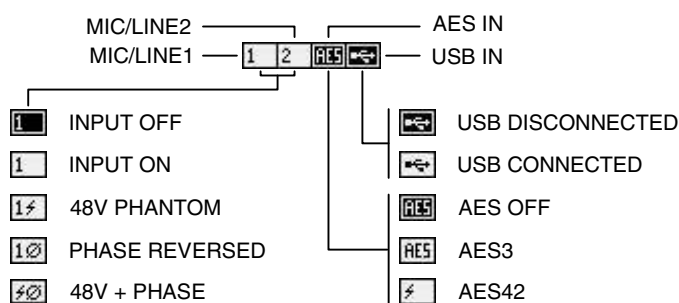 MIC/LINE2
AES IN
MIC/LINE1
1 2 AES
USB IN
1 INPUT OFF
USB DISCONNECTED
1 INPUT ON
USB CONNECTED
1 48V PHANTOM
AES AES OFF
1Ø PHASE REVERSED
AES AES3
Ø 48V + PHASE
AES42